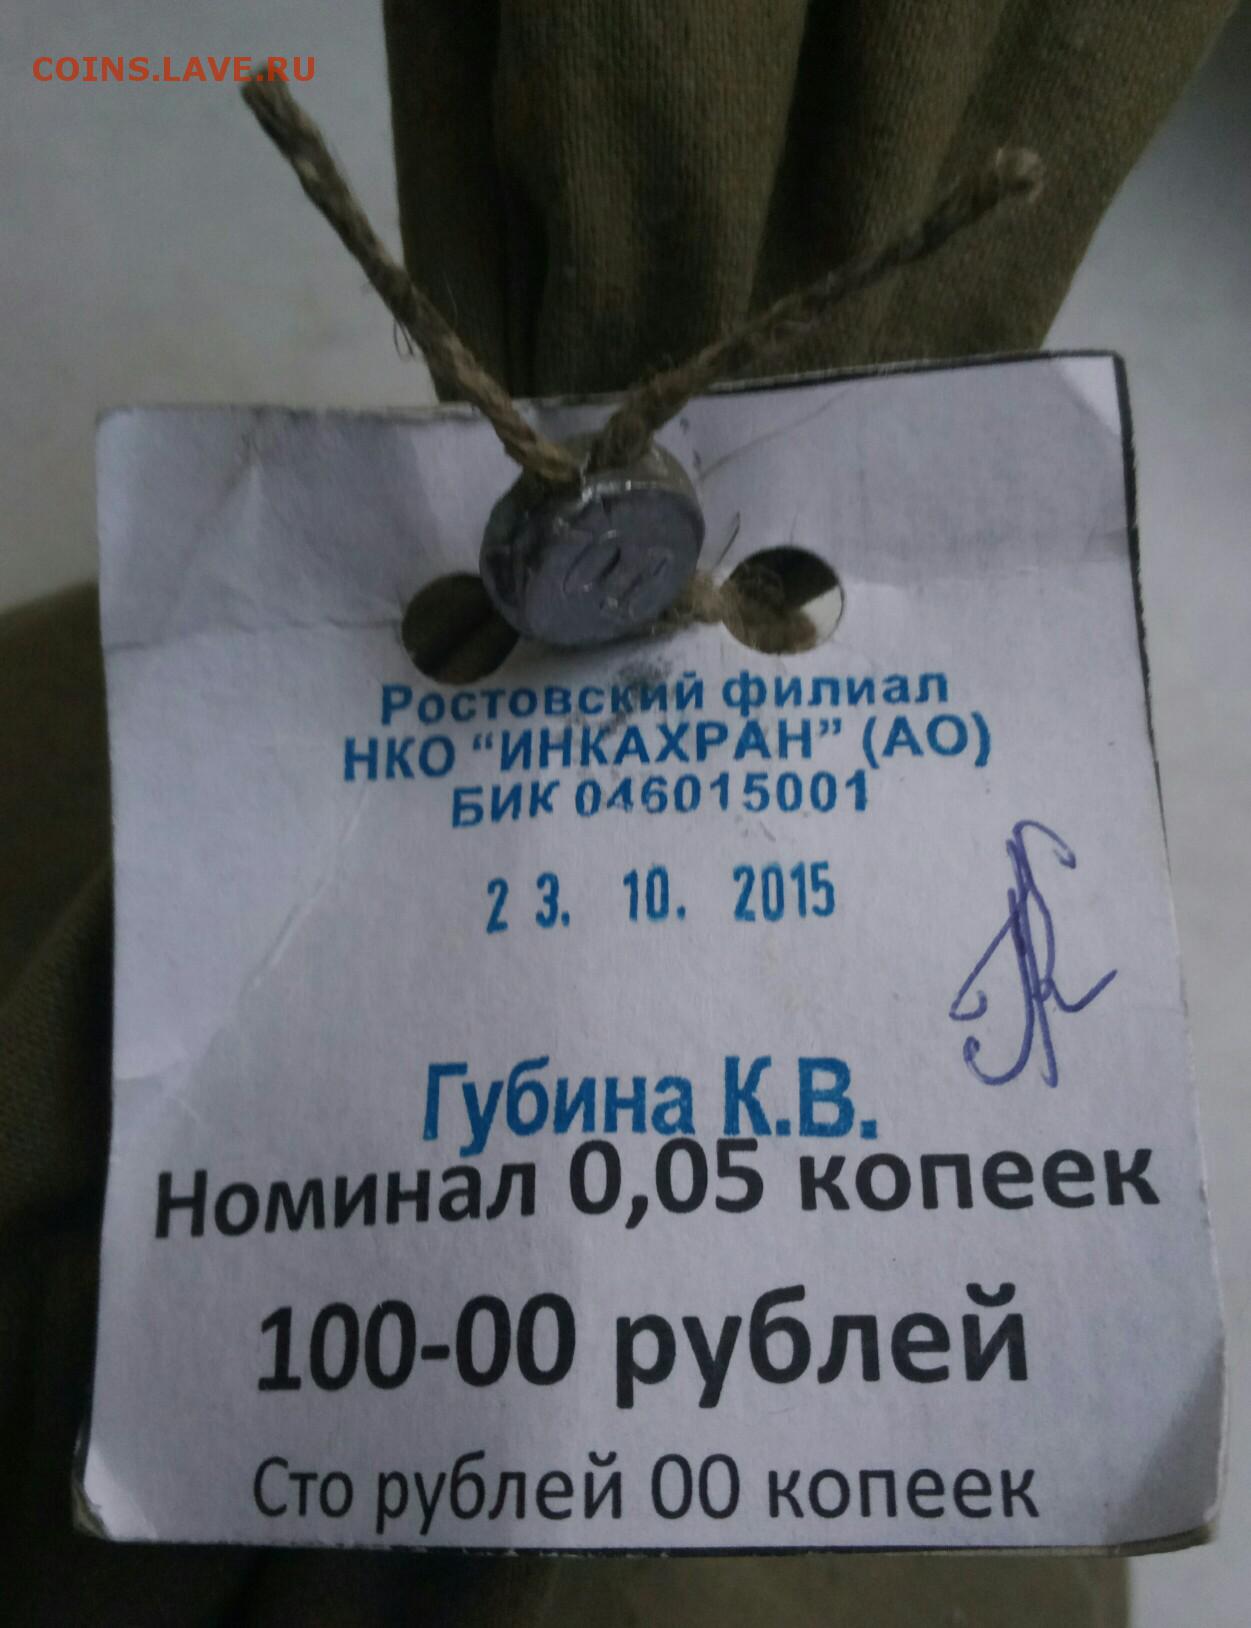 COINS.LAVE.RU
Ростовский филиал
НКО “ИНКАХРАН” (АО)
БИК 046015001
23. 10. 2015
Губина К.В.
Номинал 0,05 копеек
100-00 рублей
Сто рублей 00 копеек